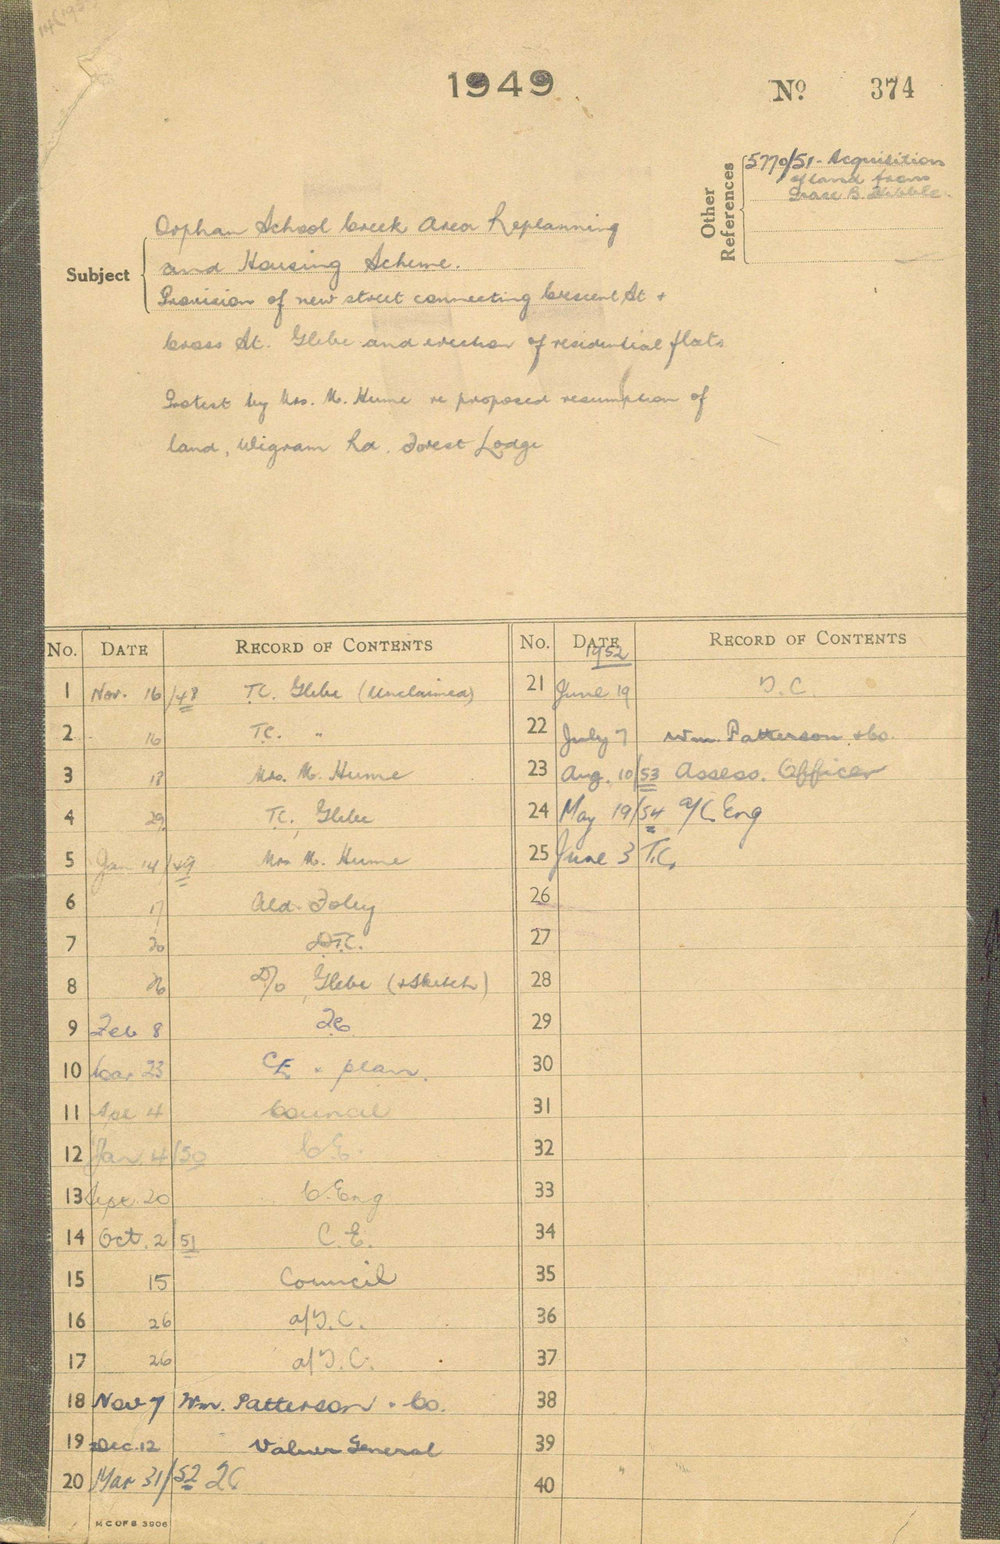 1949
No 374
Other References
5770/51 - Acquisition
of land from
Grace B.
Subject
Orphan School Creek Area Replanning
and Housing Scheme.
Provision of new street connecting Crescent St +
Cross St. Glebe and erection of residential flats
Protest by Mrs. M. Hume re proposed resumption of
land, Wigram Rd. Forest Lodge
No. DATE RECORD OF CONTENTS
1 Nov. 16/48 T.C. Glebe (Unclaimed)
2 16 T.C. "
3 18 Mrs. M. Hume
4 29 T.C. Glebe
5 Jan 14/49 Mrs M. Hume
6 17 Ald. Foley
7 20 D.T.C.
8 26 D/o Glebe (+Sketch)
9 Feb 8 T.C.
10 Mar 23 C.E. + plan.
11 Apl 4 Council
12 Jan 4/50 C.E.
13 Sept. 20 C. Eng
14 Oct. 2/51 C.E.
15 15 Council
16 26 a/T.C.
17 26 a/T.C.
18 Nov 7 Wm. Patterson + Co.
19 Dec. 12 Valuer General
20 Mar 31/52 T.C.
No. DATE RECORD OF CONTENTS
1952
21 June 19 T.C.
22 July 7 Wm. Patterson + Co.
23 Aug. 10/53 Assess. Officer
24 May 19/54 a/C. Eng
25 June 3 T.C.
26
27
28
29
30
31
32
33
34
35
36
37
38
39
40
M C OF S 3906